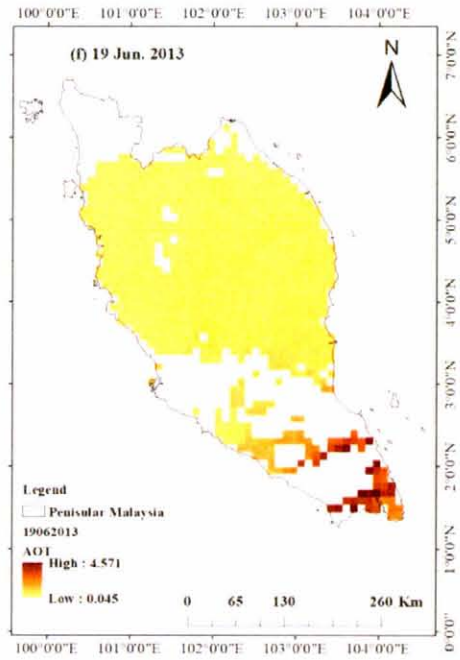 100°0'0"E 101°0'0"E 102°0'0"E 103°0'0"E 104°0'0"E
(f) 19 Jun. 2013
N
7°0'0"N
6°0'0"N
5°0'0"N
4°0'0"N
3°0'0"N
2°0'0"N
1°0'0"N
0°0'0"
Legend
Penisular Malaysia
19062013
AOT
High : 4.571
Low : 0.045
0 65 130 260 Km
100°0'0"E 101°0'0"E 102°0'0"E 103°0'0"E 104°0'0"E